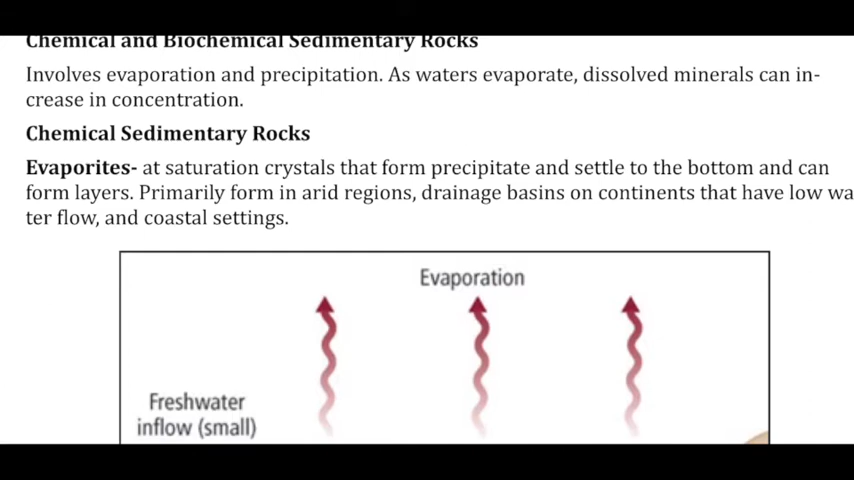 Chemical and Biochemical Sedimentary Rocks
Involves evaporation and precipitation. As waters evaporate, dissolved minerals can in-
crease in concentration.
Chemical Sedimentary Rocks
Evaporites- at saturation crystals that form precipitate and settle to the bottom and can
form layers. Primarily form in arid regions, drainage basins on continents that have low wa
ter flow, and coastal settings.
Evaporation
Freshwater
inflow (small)